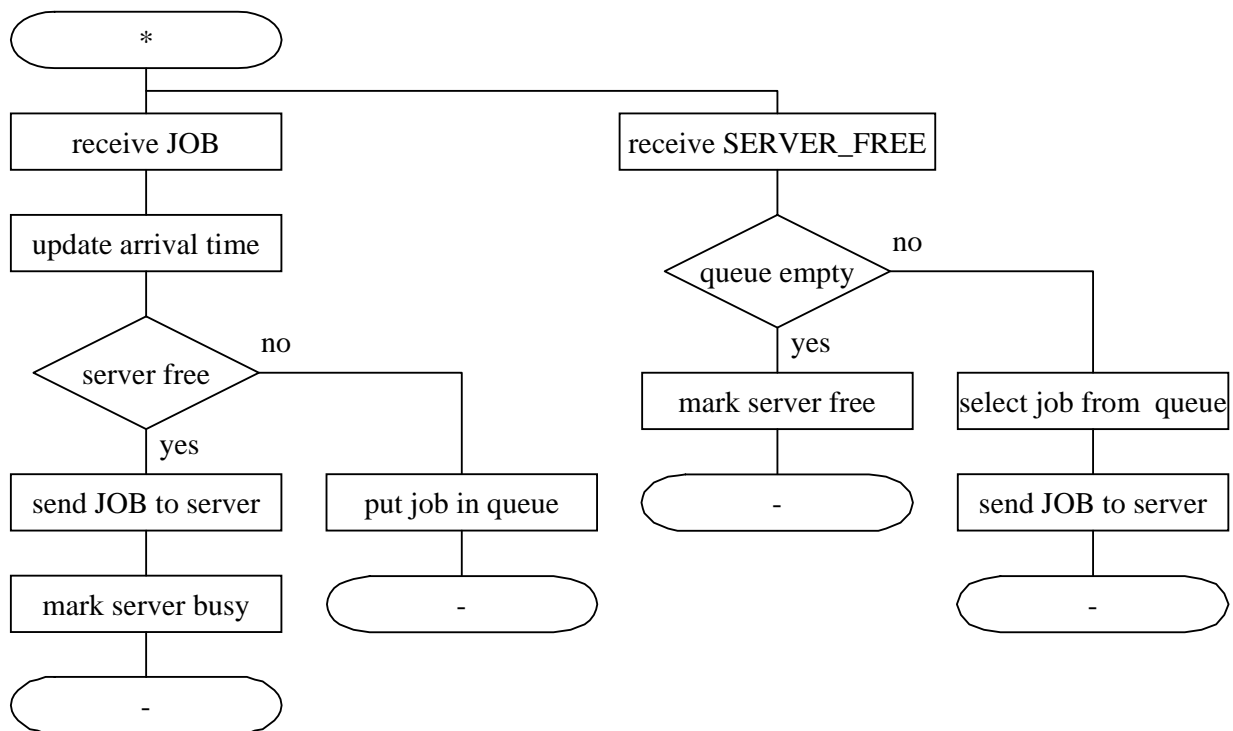 *
receive JOB
receive SERVER_FREE
update arrival time
no
queue empty
yes
no
server free
mark server free
select job from  queue
yes
send JOB to server
put job in queue
-
send JOB to server
mark server busy
-
-
-